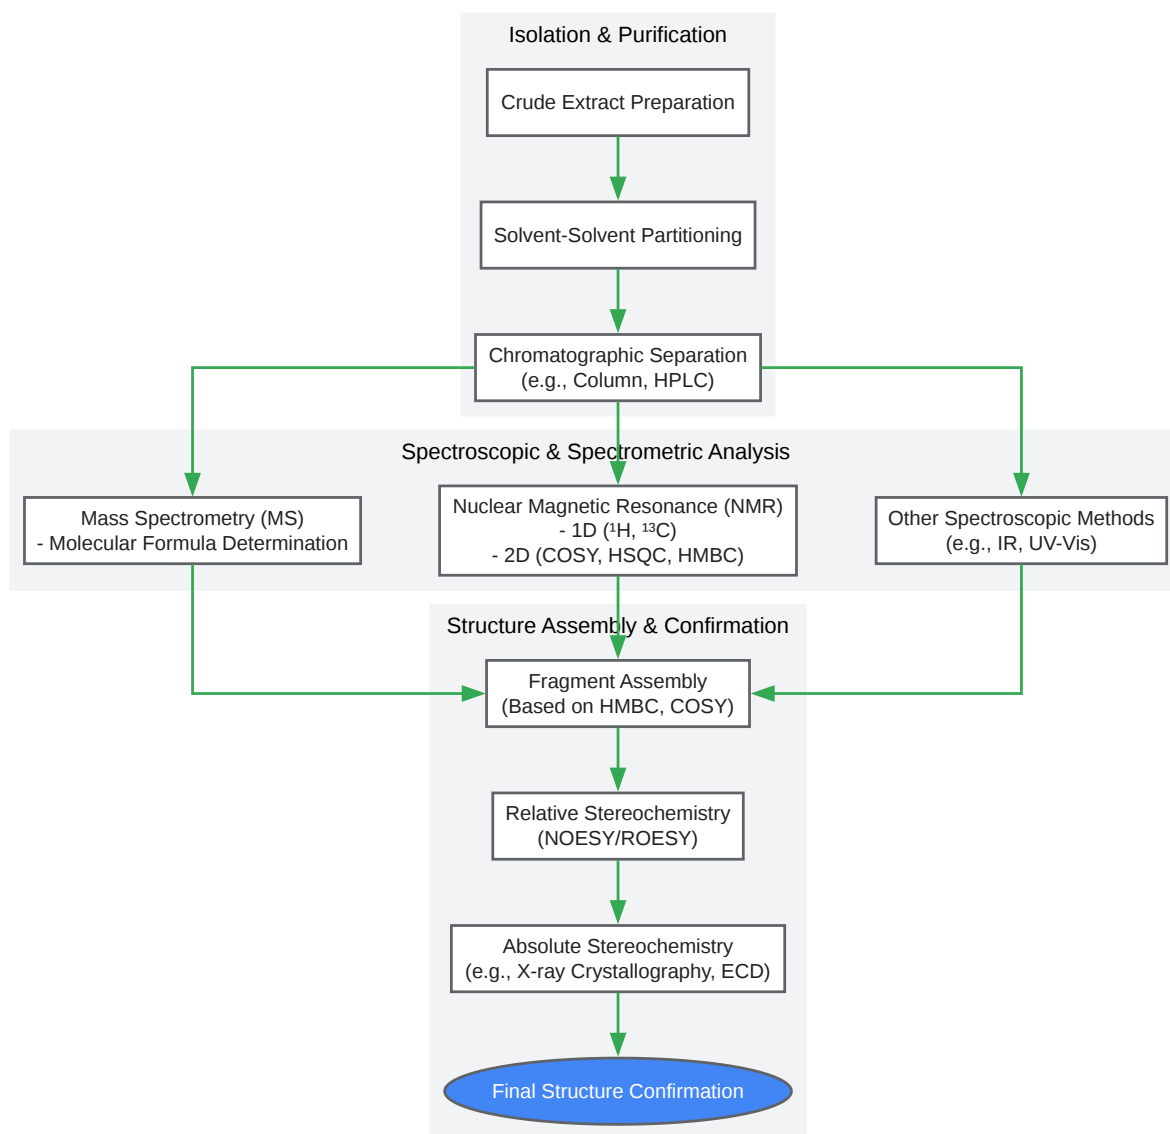 Isolation & Purification
Crude Extract Preparation
Solvent-Solvent Partitioning
Chromatographic Separation
(e.g., Column, HPLC)
Spectroscopic & Spectrometric Analysis
Mass Spectrometry (MS)
- Molecular Formula Determination
Nuclear Magnetic Resonance (NMR)
- 1D (¹H, ¹³C)
- 2D (COSY, HSQC, HMBC)
Other Spectroscopic Methods
(e.g., IR, UV-Vis)
Structure Assembly & Confirmation
Fragment Assembly
(Based on HMBC, COSY)
Relative Stereochemistry
(NOESY/ROESY)
Absolute Stereochemistry
(e.g., X-ray Crystallography, ECD)
Final Structure Confirmation